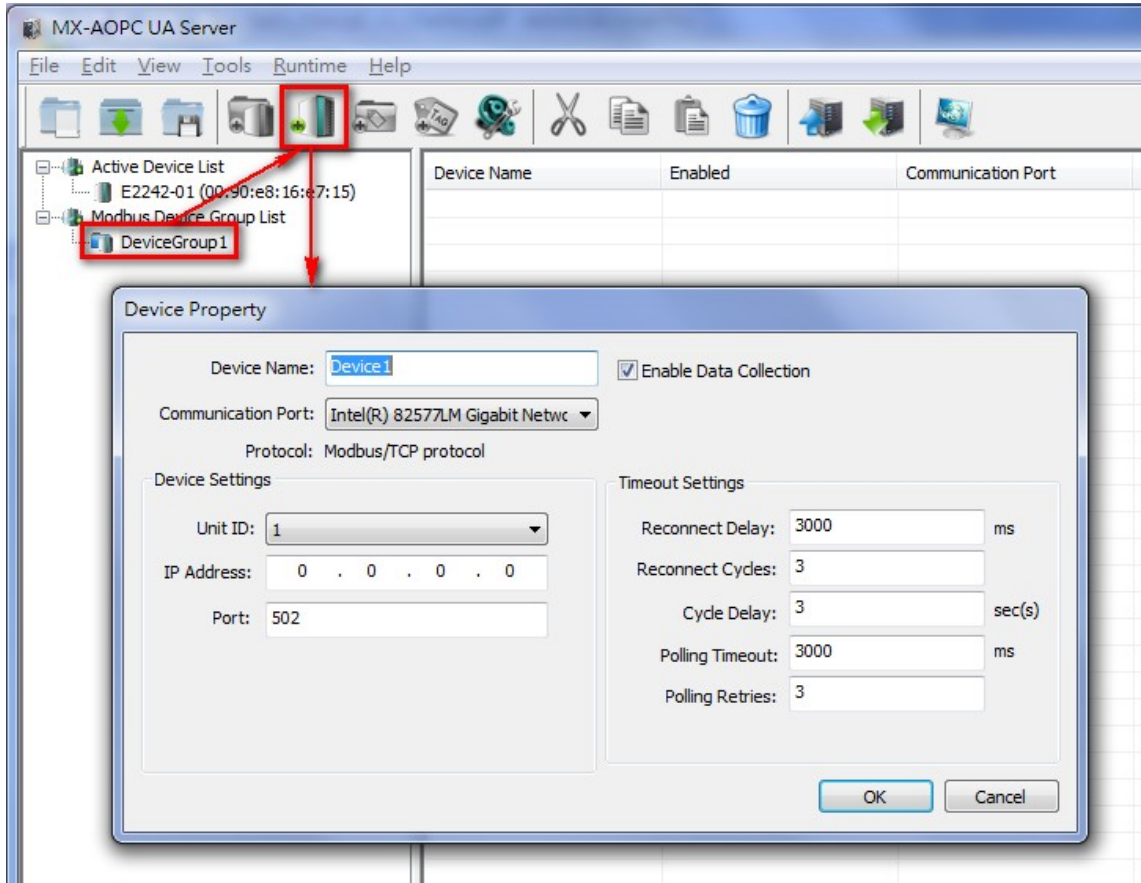 MX-AOPC UA Server
File Edit View Tools Runtime Help
TAG
Active Device List
E2242-01 (00:90:e8:16:e7:15)
Modbus Device Group List
DeviceGroup1
Device Name Enabled Communication Port
Device Property
Device Name: Device1
Enable Data Collection
Communication Port: Intel(R) 82577LM Gigabit Netwc
Protocol: Modbus/TCP protocol
Device Settings
Unit ID: 1
IP Address: 0 . 0 . 0 . 0
Port: 502
Timeout Settings
Reconnect Delay: 3000 ms
Reconnect Cycles: 3
Cycle Delay: 3 sec(s)
Polling Timeout: 3000 ms
Polling Retries: 3
OK Cancel